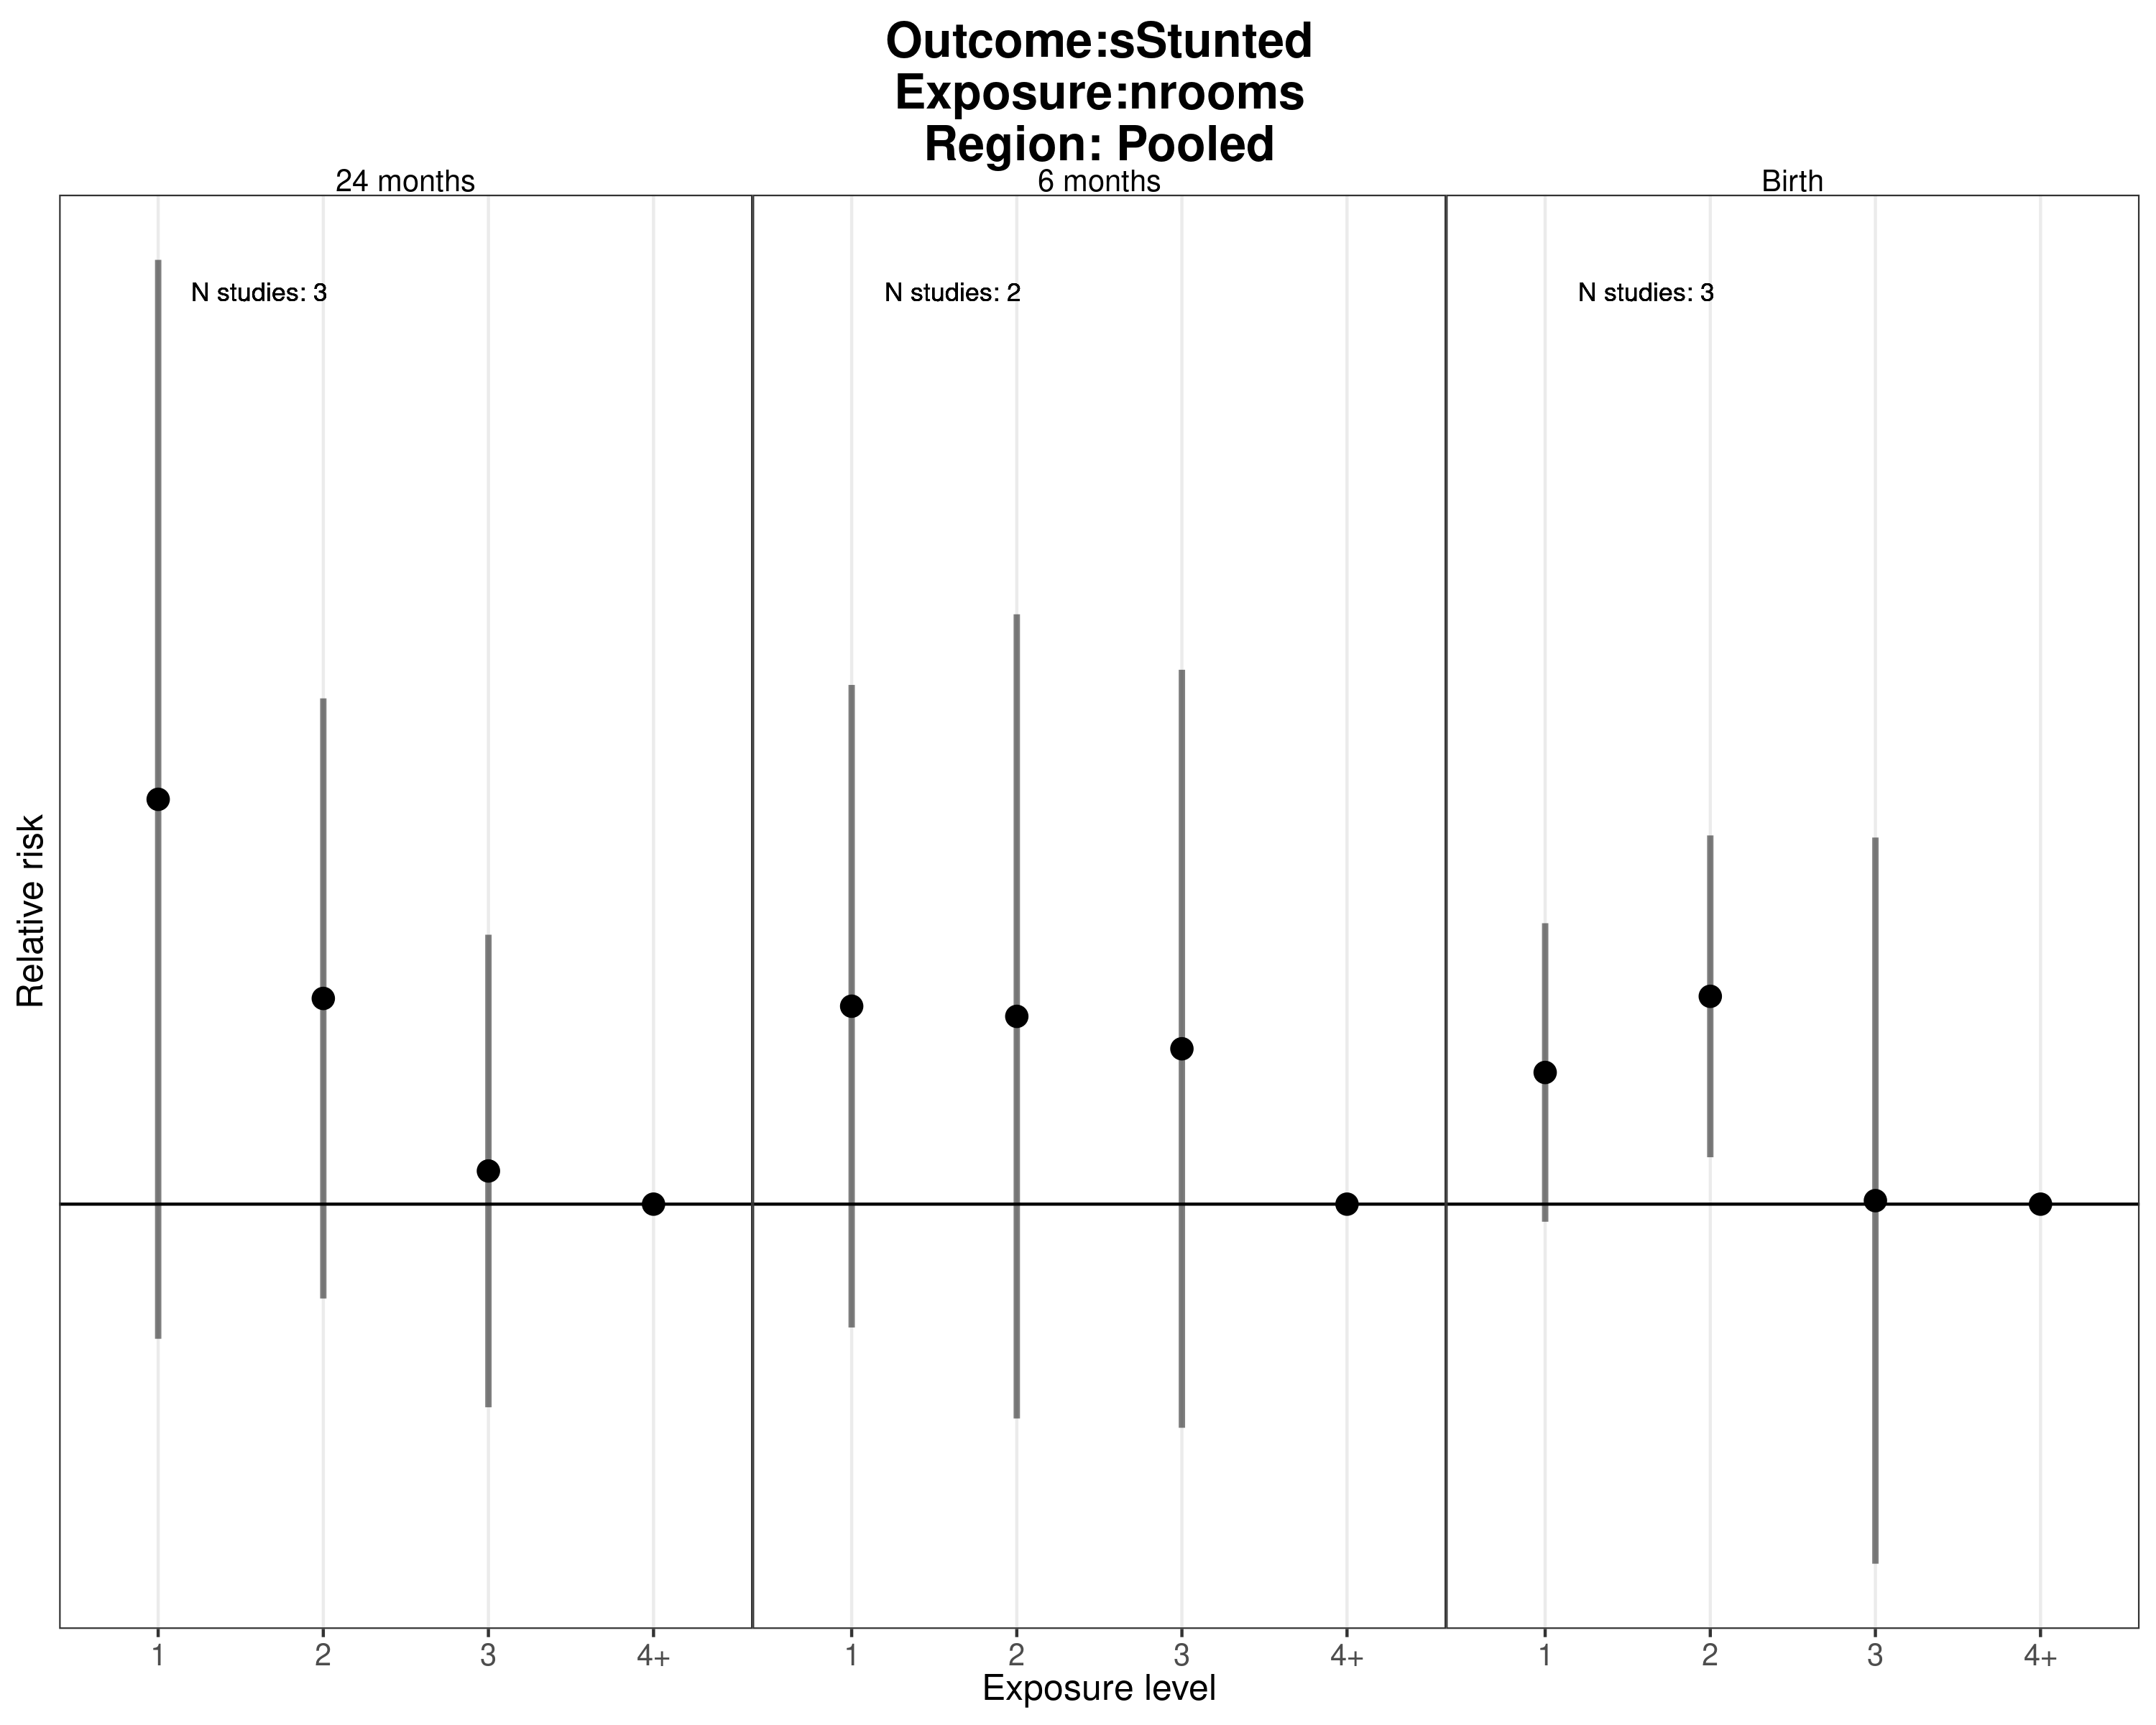 Outcome:sStunted
Exposure:nrooms
Region: Pooled
24 months 6 months Birth
N studies: 3 N studies: 2 N studies: 3
Relative risk
1 2 3 4+ 1 2 3 4+ 1 2 3 4+
Exposure level